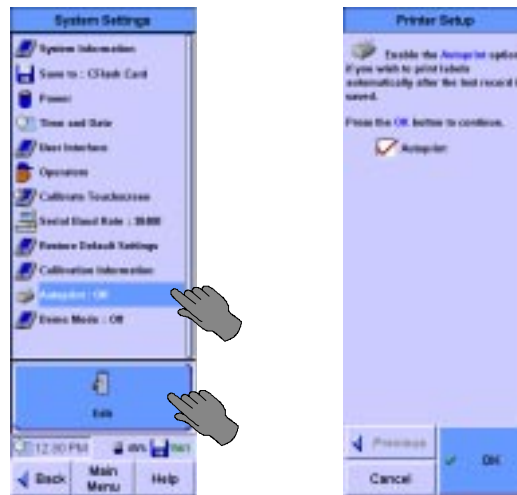 System Settings
System Information
Save to : CFlash Card
Power
Time and Date
User Interface
Operators
Calibrate Touchscreen
Serial Baud Rate :
Restore Default Settings
Calibration Information
Autoprint : Off
Demo Mode : Off
Edit
12:30 PM
Back
Main
Menu
Help
Printer Setup
Enable the Autoprint option
if you wish to print labels
automatically after the test record is
saved.
Press the OK button to continue.
Autoprint
Previous
OK
Cancel